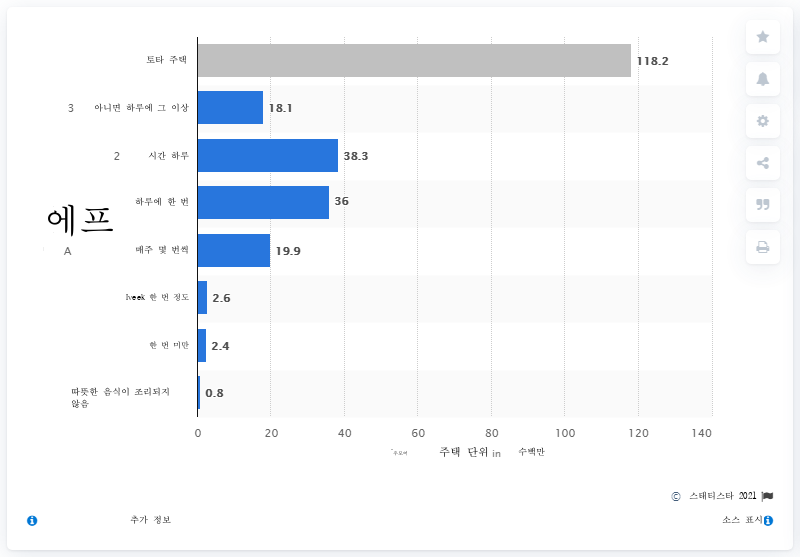 토타 주택 118.2
3 아니면 하루에 그 이상 18.1
2 시간 하루 38.3
하루에 한 번 36
에프
A 매주 몇 번씩 19.9
한 번 정도 2.6
한 번 미만 2.4
따뜻한 음식이 조리되지 0.8
않음
0 20 40 60 80 100 120 140
주택 단위 in 수백만
© 스태티스타 2021
추가 정보 소스 표시